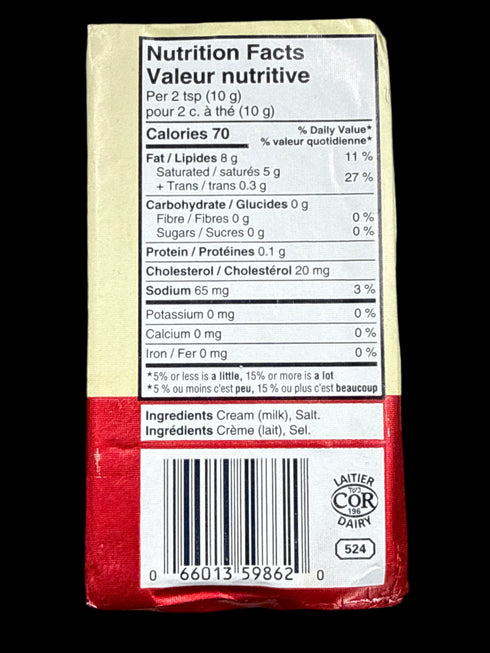 Nutrition Facts
Valeur nutritive
Per 2 tsp (10 g)
pour 2 c. à thé (10 g)
Calories 70
% Daily Value*
% valeur quotidienne*
Fat / Lipides 8 g 11 %
Saturated / saturés 5 g
+ Trans / trans 0.3 g 27 %
Carbohydrate / Glucides 0 g
Fibre / Fibres 0 g 0 %
Sugars / Sucres 0 g 0 %
Protein / Protéines 0.1 g
Cholesterol / Cholestérol 20 mg
Sodium 65 mg 3 %
Potassium 0 mg 0 %
Calcium 0 mg 0 %
Iron / Fer 0 mg 0 %
*5% or less is a little, 15% or more is a lot
*5 % ou moins c'est peu, 15 % ou plus c'est beaucoup
Ingredients Cream (milk), Salt.
Ingrédients Crème (lait), Sel.
LAITIER
COR
196
DAIRY
524
0 66013 59862 0